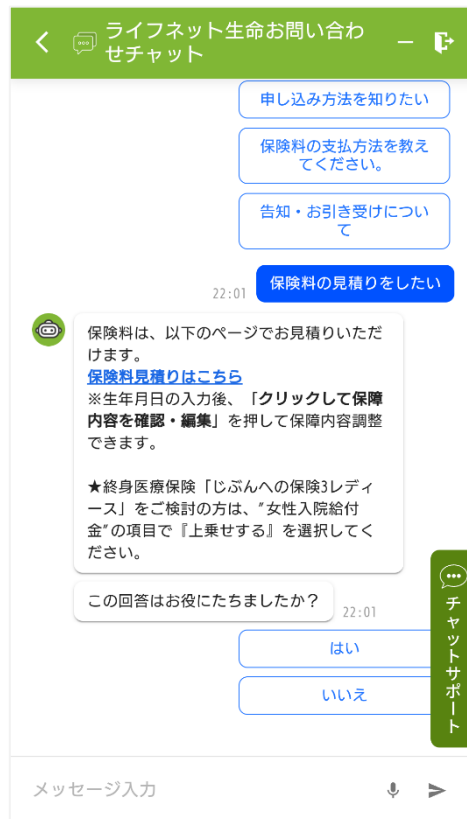 ライフネット生命お問い合わ
せチャット
申し込み方法を知りたい
保険料の支払方法を教え
てください。
告知・お引き受けについ
て
22:01
保険料の見積りをしたい
保険料は、以下のページでお見積りいただ
けます。
保険料見積りはこちら
※生年月日の入力後、「クリックして保障
内容を確認・編集」を押して保障内容調整
できます。
★終身医療保険「じぶんへの保険3レディ
ース」をご検討の方は、"女性入院給付
金"の項目で『上乗せする』を選択してく
ださい。
この回答はお役にたちましたか？
22:01
はい
いいえ
チャットサポート
メッセージ入力